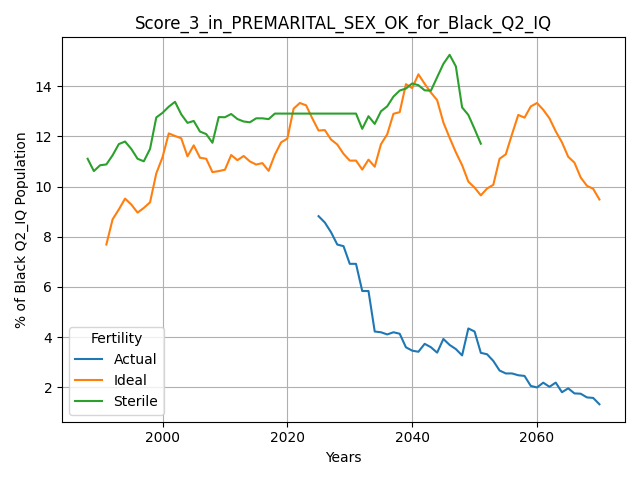 Score_3_in_PREMARITAL_SEX_OK_for_Black_Q2_IQ
% of Black Q2_IQ Population
14
12
10
8
6
4
2
Fertility
Actual
Ideal
Sterile
2000
2020
2040
2060
Years